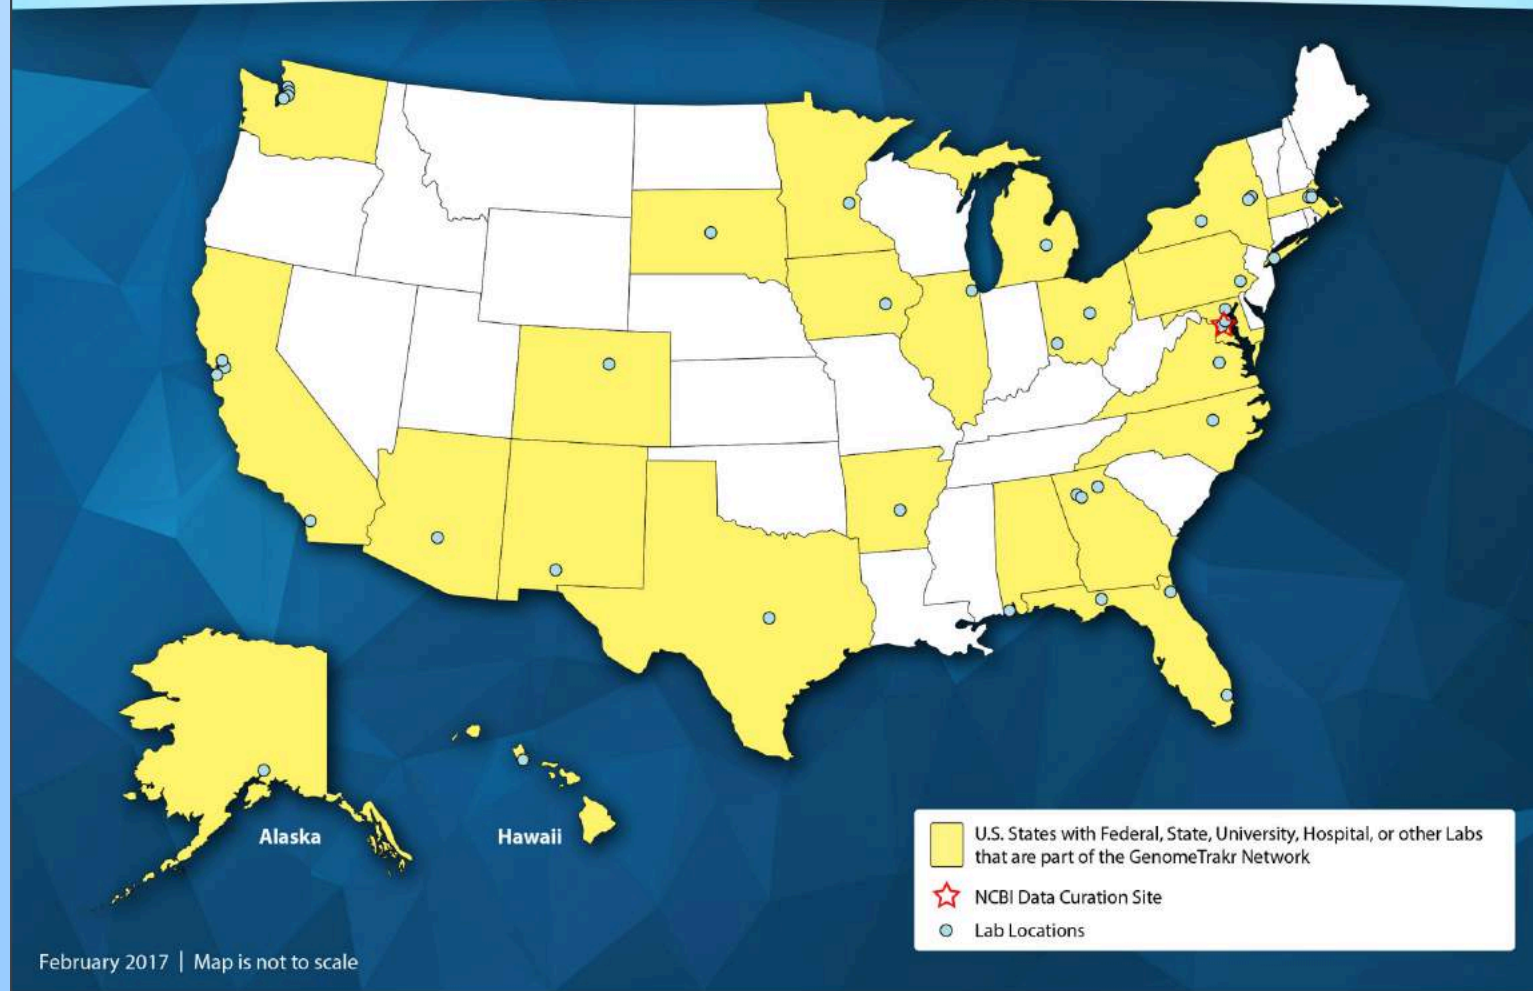 Alaska
Hawaii
U.S. States with Federal, State, University, Hospital, or other Labs
that are part of the GenomeTrakr Network
NCBI Data Curation Site
Lab Locations
February 2017 | Map is not to scale